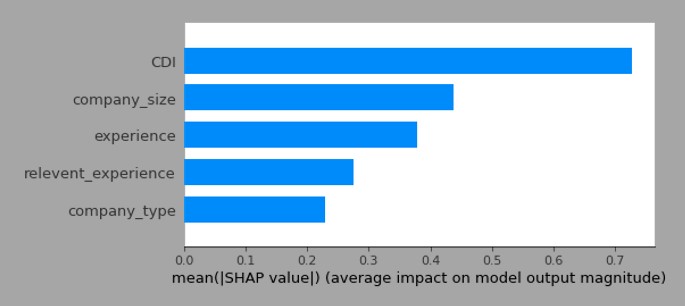 CDI
company_size
experience
relevent_experience
company_type
0.0 0.1 0.2 0.3 0.4 0.5 0.6 0.7
mean(|SHAP value|) (average impact on model output magnitude)